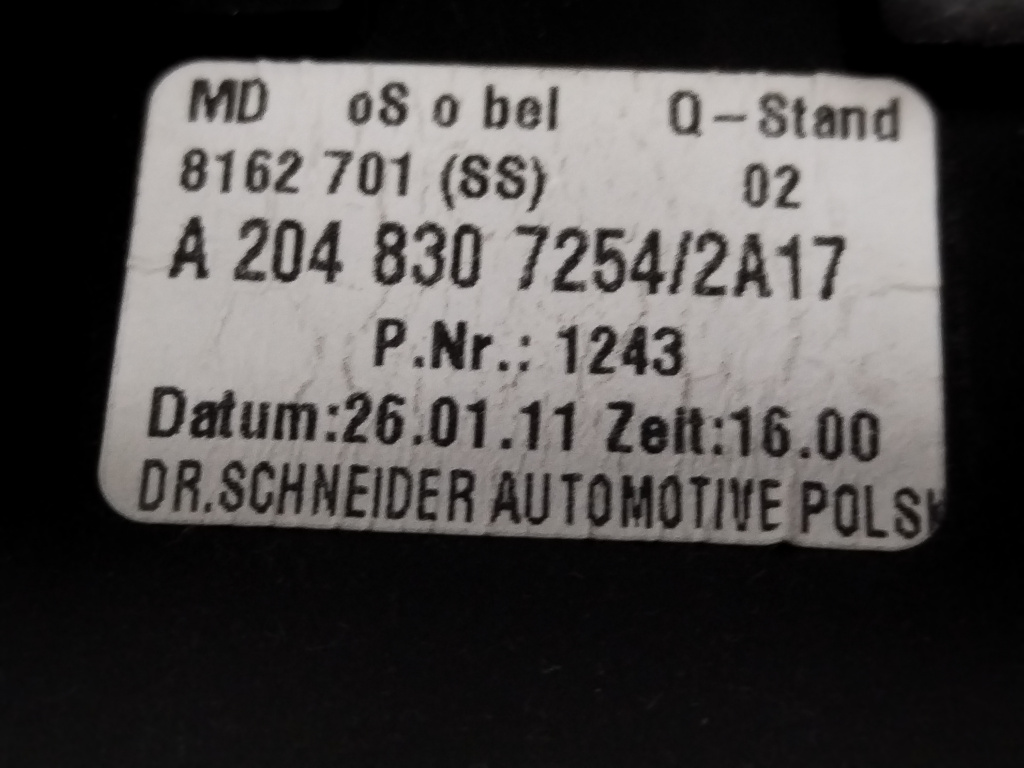 MD oS o bel Q-Stand
8162 701 (SS) 02
A 204 830 7254/2A17
P.Nr.: 1243
Datum:26.01.11 Zeit:16.00
DR.SCHNEIDER AUTOMOTIVE POLSK